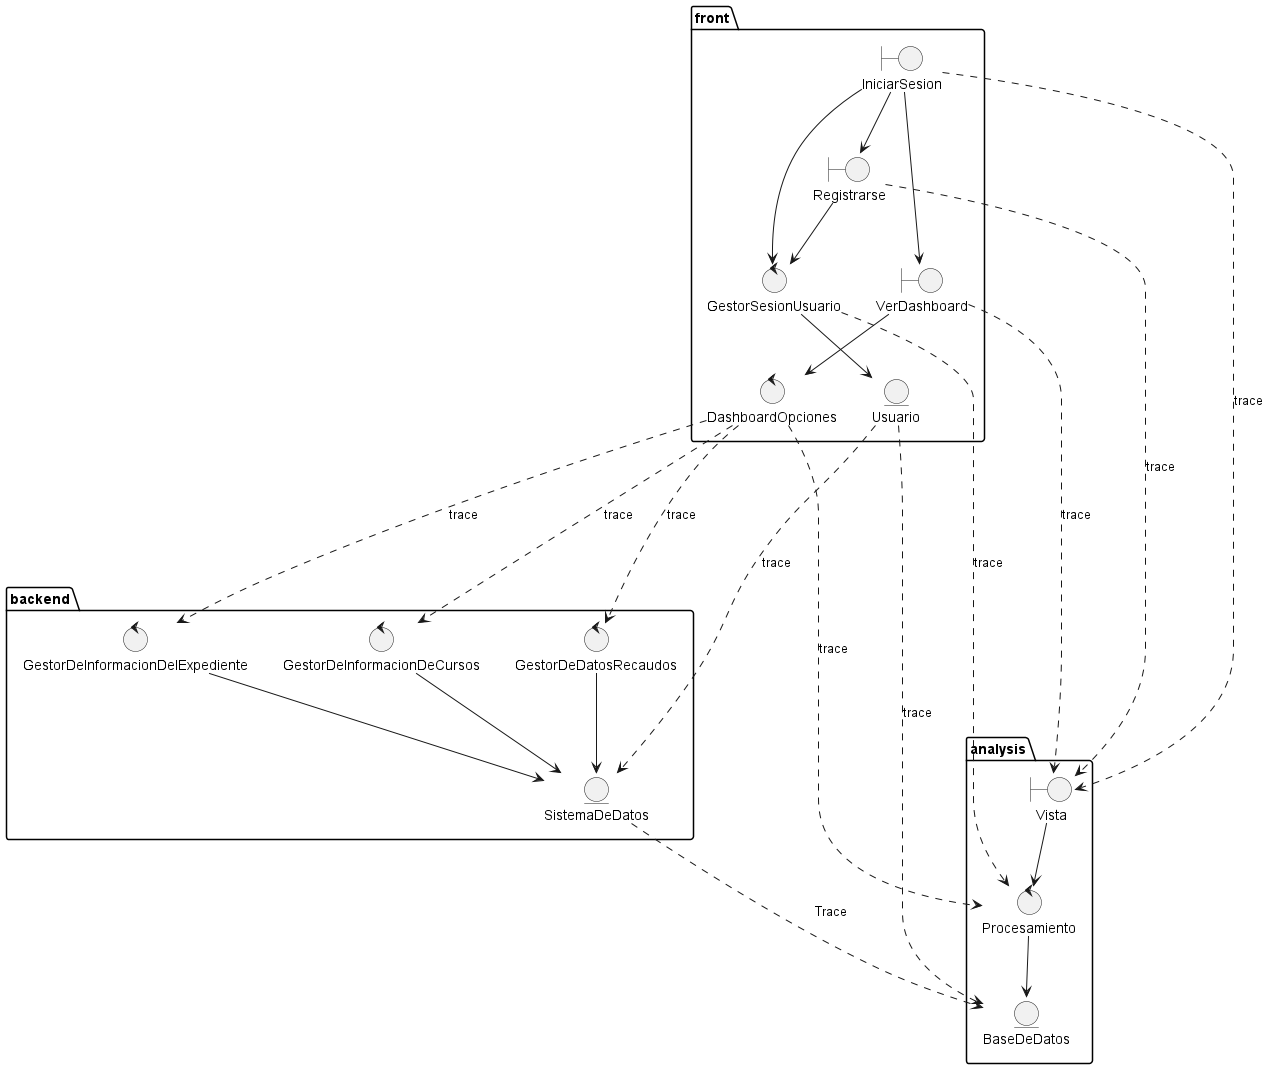 front
IniciarSesion
Registrarse
GestorSesionUsuario
VerDashboard
trace
DashboardOpciones
Usuario
trace
trace
trace
trace
trace
trace
trace
backend
GestorDeInformacionDelExpediente
GestorDeInformacionDeCursos
GestorDeDatosRecaudos
trace
trace
analysis
SistemaDeDatos
Vista
Trace
Procesamiento
BaseDeDatos